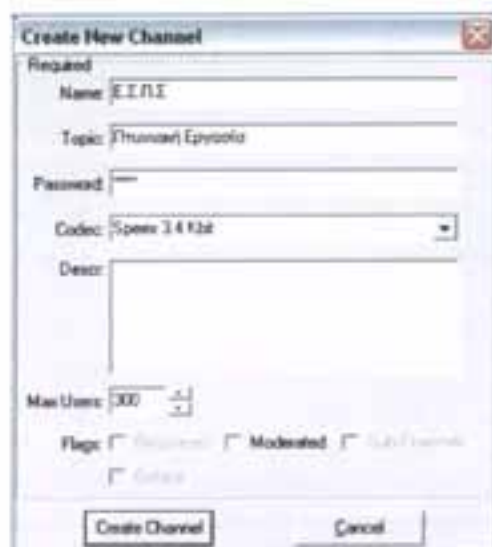 Create New Channel
Required
Name: Ε.Σ.Π.Σ
Topic: Πτυχιακή Εργασία
Password: ****
Codec: Speex 3.4 Kbit
Descr:
Max Users: 300
Flags: Moderated
Create Channel Cancel